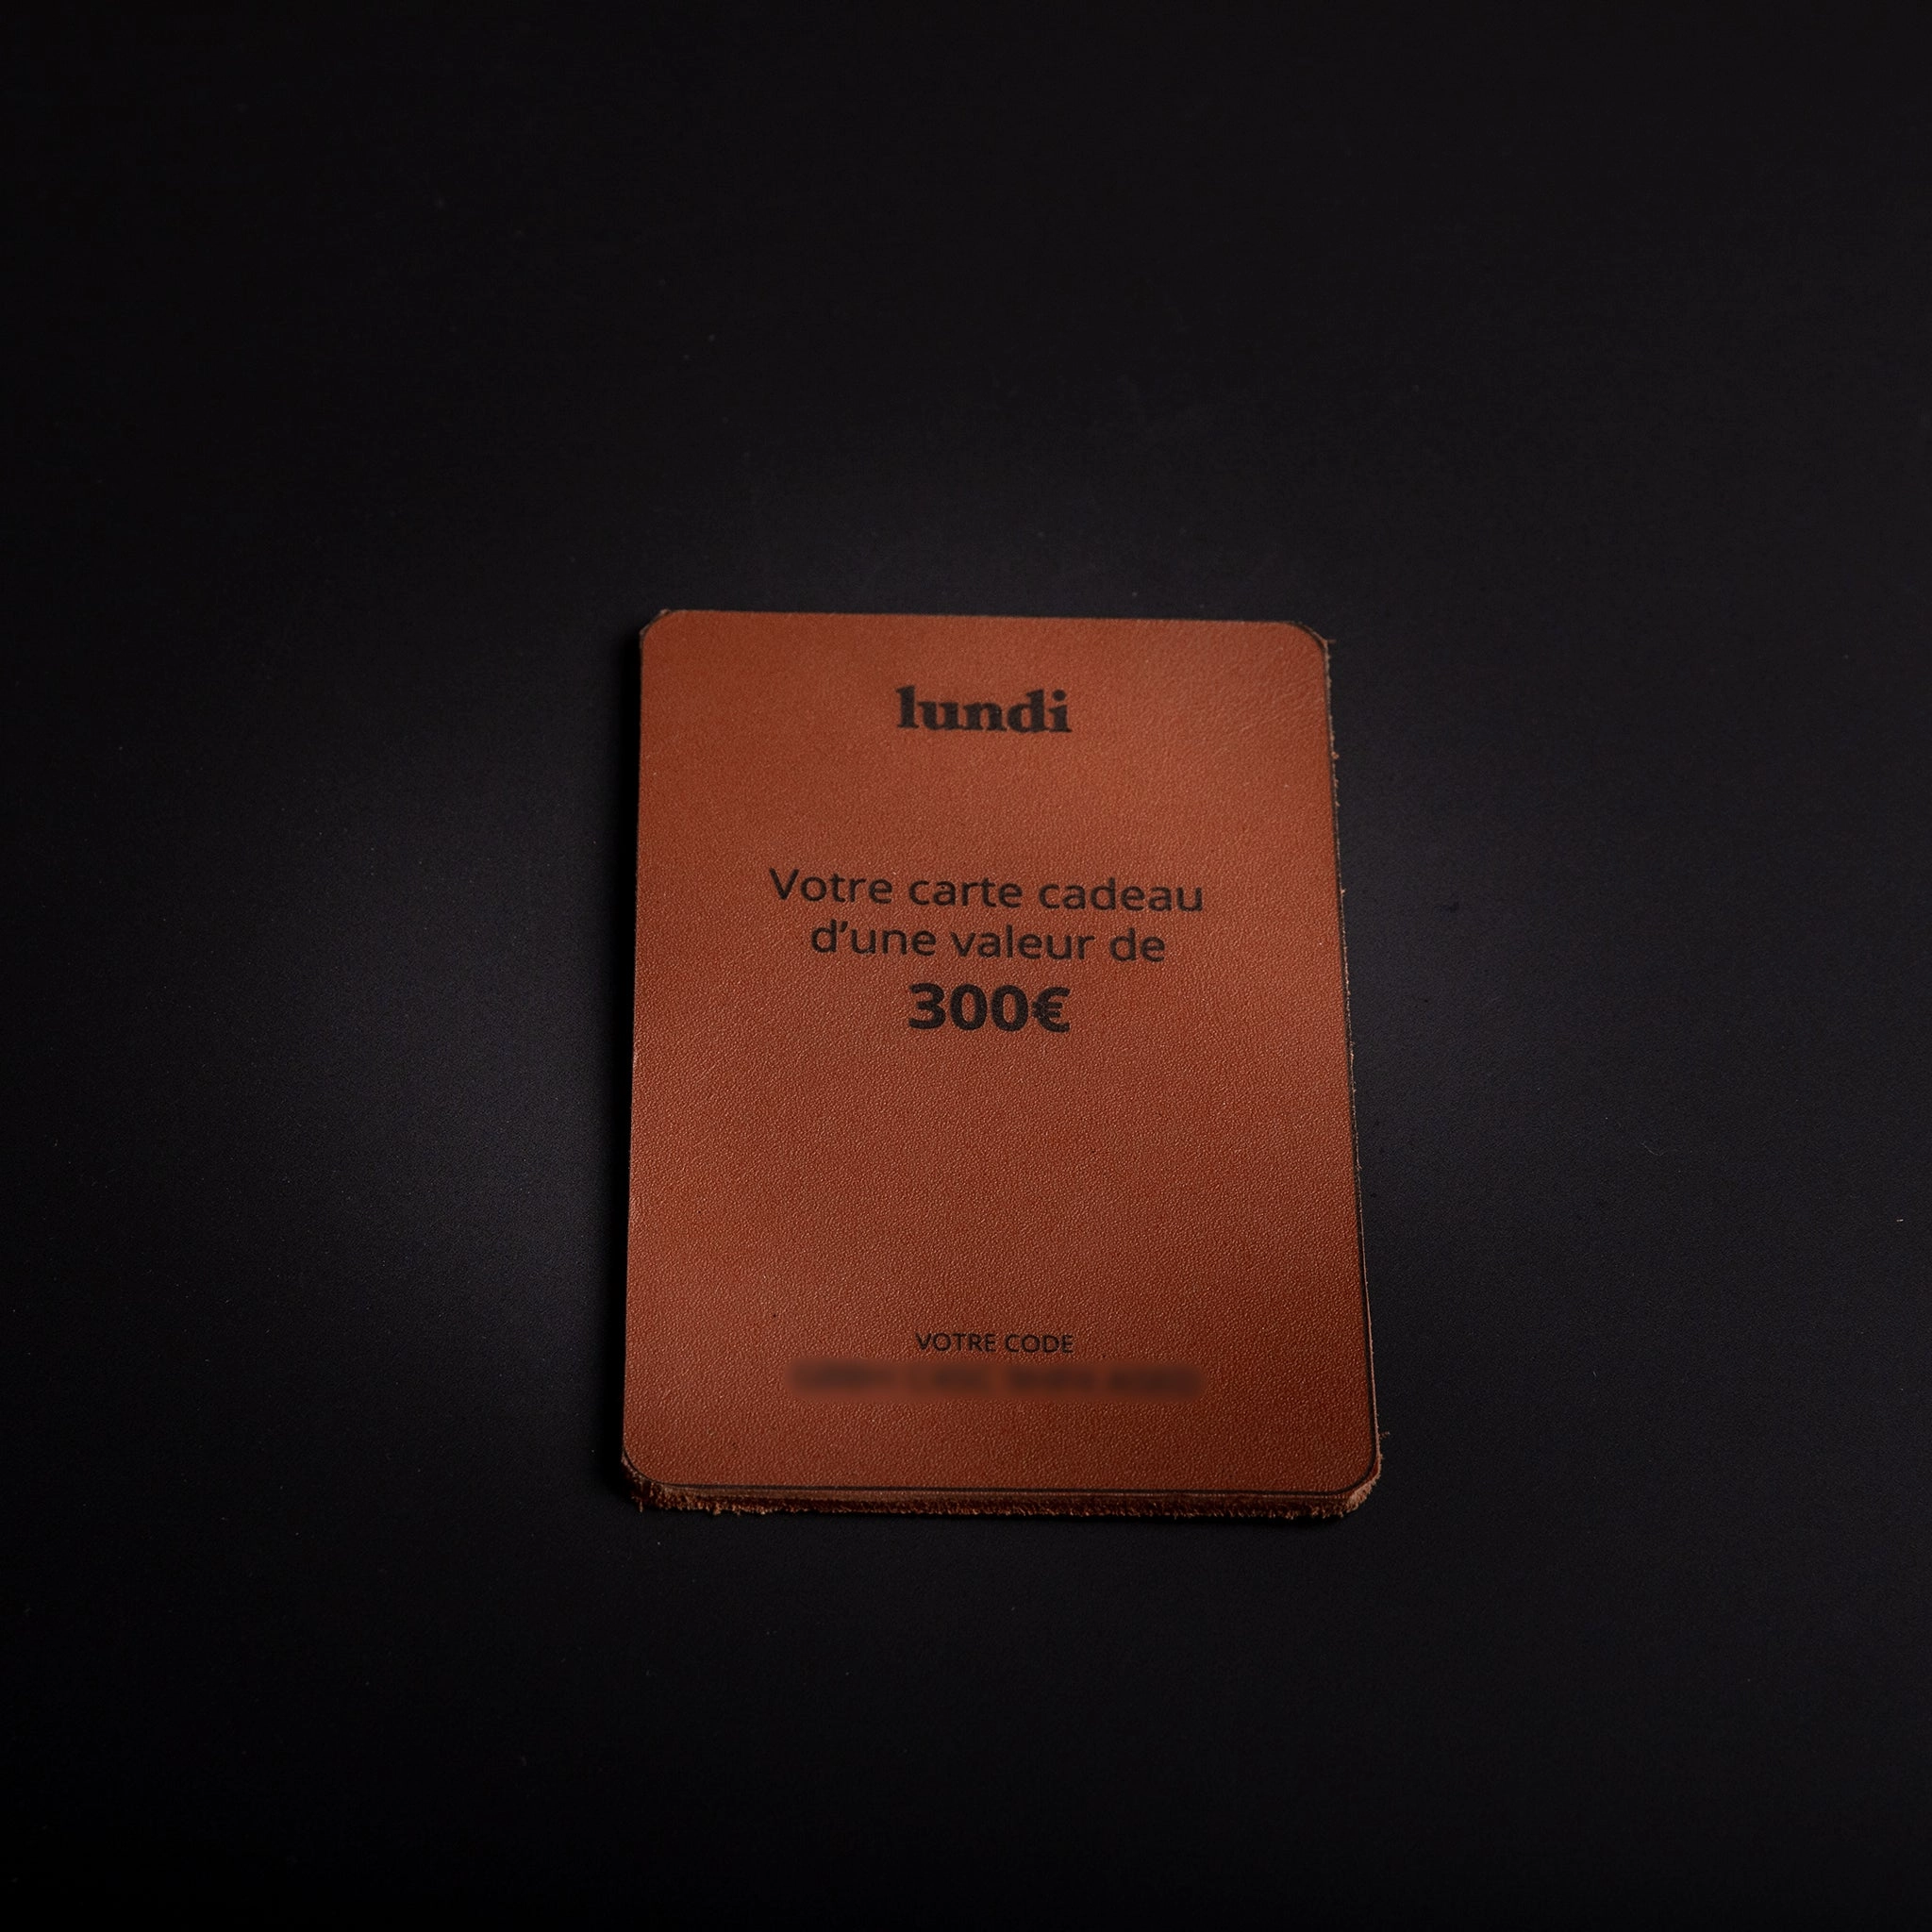 lundi
Votre carte cadeau
d’une valeur de
300€
VOTRE CODE